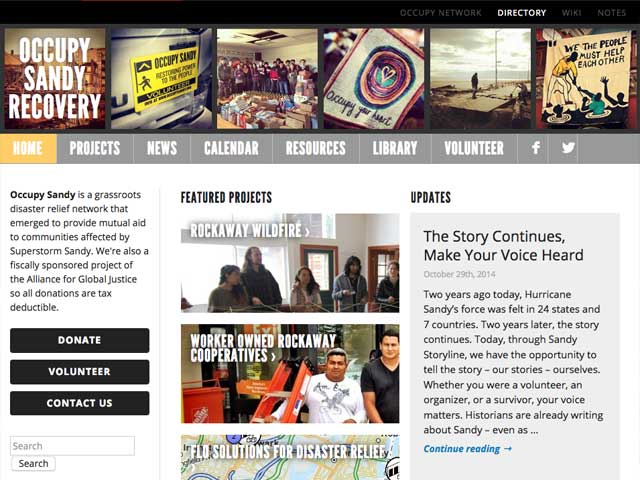 OCCUPY NETWORK
DIRECTORY
WIKI
NOTES
OCCUPY
SANDY
RECOVERY
OCCUPY SANDY
RESTORING POWER
TO THE PEOPLE
VOLUNTEER
Occupy your heart
WE THE PEOPLE
MUST HELP
EACH OTHER
HOME
PROJECTS
NEWS
CALENDAR
RESOURCES
LIBRARY
VOLUNTEER
Occupy Sandy is a grassroots
disaster relief network that
emerged to provide mutual aid
to communities affected by
Superstorm Sandy. We're also a
fiscally sponsored project of
the Alliance for Global Justice
so all donations are tax
deductible.
DONATE
VOLUNTEER
CONTACT US
Search
Search
FEATURED PROJECTS
ROCKAWAY WILDFIRE ›
WORKER OWNED ROCKAWAY
COOPERATIVES ›
FLO SOLUTIONS FOR DISASTER RELIEF ›
UPDATES
The Story Continues,
Make Your Voice Heard
October 29th, 2014
Two years ago today, Hurricane
Sandy's force was felt in 24 states and
7 countries. Two years later, the story
continues. Today, through Sandy
Storyline, we have the opportunity to
tell the story – our stories – ourselves.
Whether you were a volunteer, an
organizer, or a survivor, your voice
matters. Historians are already writing
about Sandy – even as ...
Continue reading →